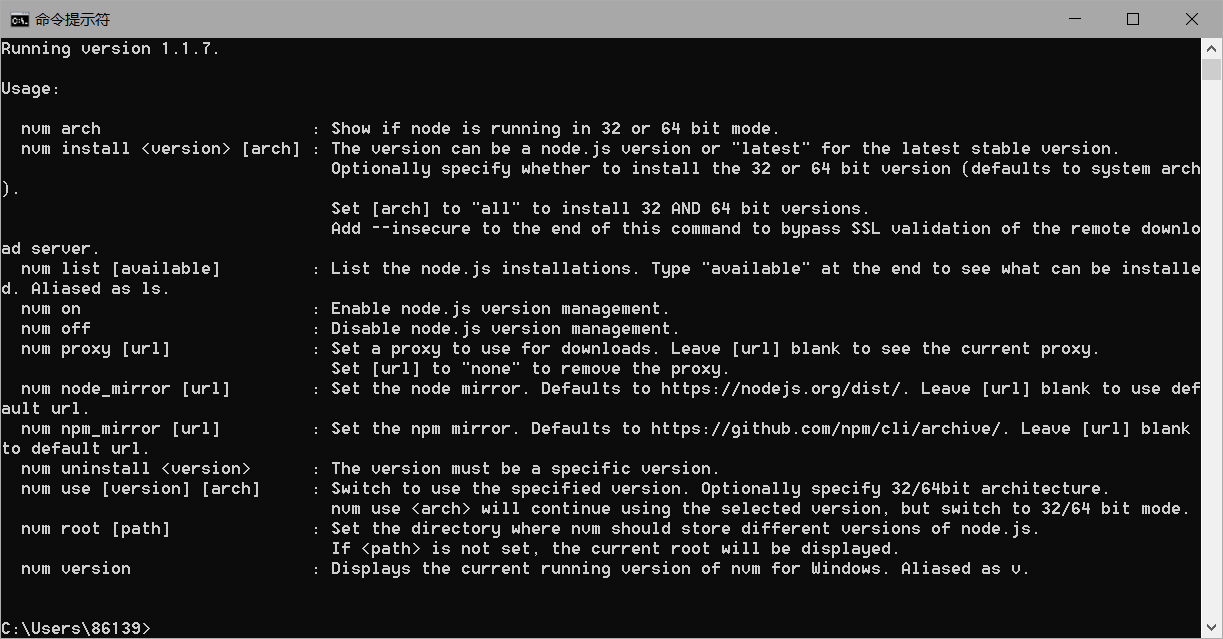 命令提示符
Running version 1.1.7.
Usage:
nvm arch : Show if node is running in 32 or 64 bit mode.
nvm install <version> [arch] : The version can be a node.js version or "latest" for the latest stable version.
Optionally specify whether to install the 32 or 64 bit version (defaults to system arch
).
Set [arch] to "all" to install 32 AND 64 bit versions.
Add --insecure to the end of this command to bypass SSL validation of the remote downlo
ad server.
nvm list [available] : List the node.js installations. Type "available" at the end to see what can be installe
d. Aliased as ls.
nvm on : Enable node.js version management.
nvm off : Disable node.js version management.
nvm proxy [url] : Set a proxy to use for downloads. Leave [url] blank to see the current proxy.
Set [url] to "none" to remove the proxy.
nvm node_mirror [url] : Set the node mirror. Defaults to https://nodejs.org/dist/. Leave [url] blank to use def
ault url.
nvm npm_mirror [url] : Set the npm mirror. Defaults to https://github.com/npm/cli/archive/. Leave [url] blank
to default url.
nvm uninstall <version> : The version must be a specific version.
nvm use [version] [arch] : Switch to use the specified version. Optionally specify 32/64bit architecture.
nvm use <arch> will continue using the selected version, but switch to 32/64 bit mode.
nvm root [path] : Set the directory where nvm should store different versions of node.js.
If <path> is not set, the current root will be displayed.
nvm version : Displays the current running version of nvm for Windows. Aliased as v.
C:\Users\86139>